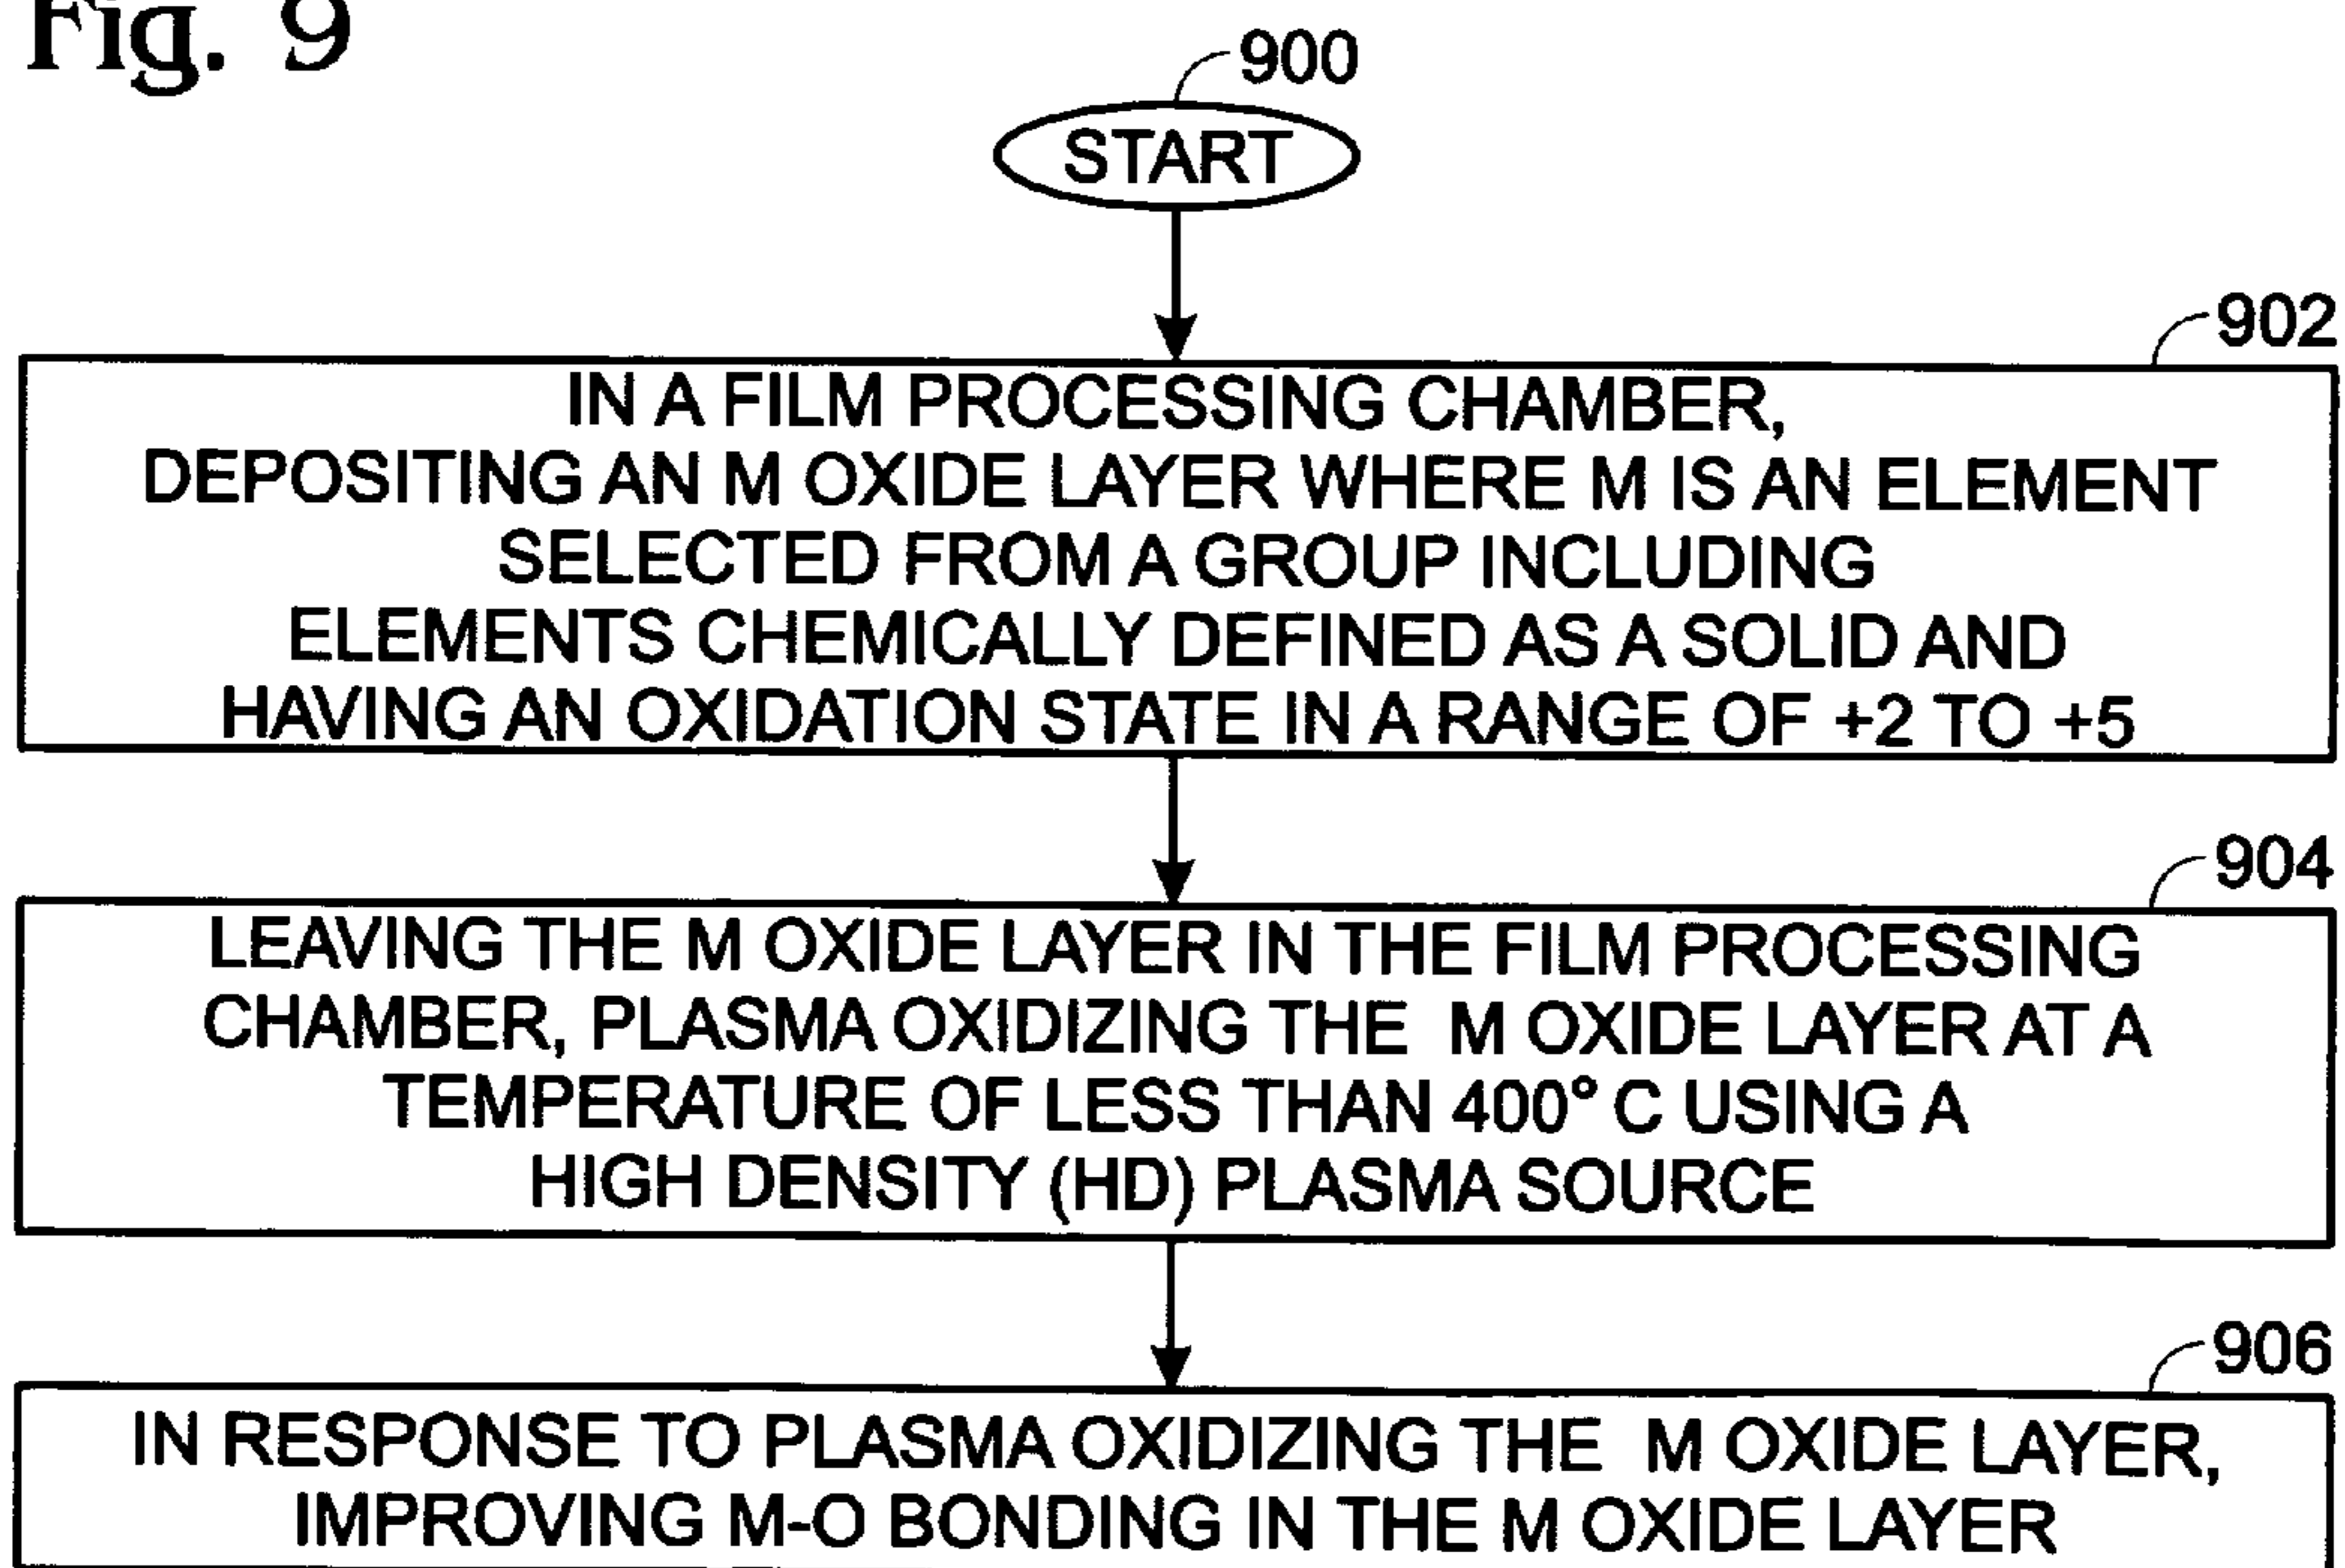 Fig. 9
900
START
902
IN A FILM PROCESSING CHAMBER,
DEPOSITING AN M OXIDE LAYER WHERE M IS AN ELEMENT
SELECTED FROM A GROUP INCLUDING
ELEMENTS CHEMICALLY DEFINED AS A SOLID AND
HAVING AN OXIDATION STATE IN A RANGE OF +2 TO +5
904
LEAVING THE M OXIDE LAYER IN THE FILM PROCESSING
CHAMBER, PLASMA OXIDIZING THE M OXIDE LAYER AT A
TEMPERATURE OF LESS THAN 400° C USING A
HIGH DENSITY (HD) PLASMA SOURCE
906
IN RESPONSE TO PLASMA OXIDIZING THE M OXIDE LAYER,
IMPROVING M-O BONDING IN THE M OXIDE LAYER